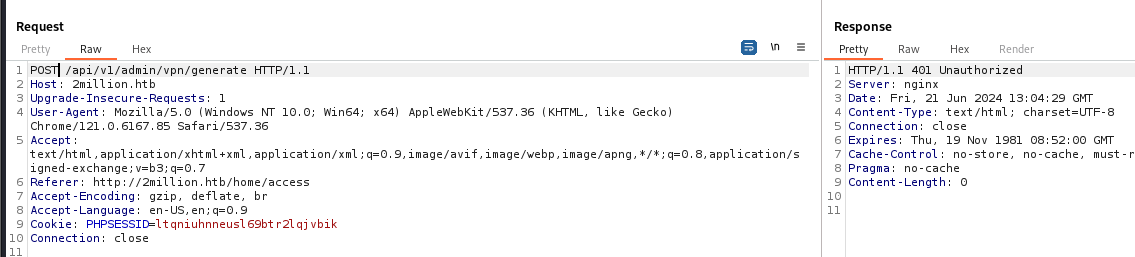 Request
Pretty Raw Hex
\n
1 POST /api/v1/admin/vpn/generate HTTP/1.1
2 Host: 2million.htb
3 Upgrade-Insecure-Requests: 1
4 User-Agent: Mozilla/5.0 (Windows NT 10.0; Win64; x64) AppleWebKit/537.36 (KHTML, like Gecko)
Chrome/121.0.6167.85 Safari/537.36
5 Accept:
text/html,application/xhtml+xml,application/xml;q=0.9,image/avif,image/webp,image/apng,*/*;q=0.8,application/s
igned-exchange;v=b3;q=0.7
6 Referer: http://2million.htb/home/access
7 Accept-Encoding: gzip, deflate, br
8 Accept-Language: en-US,en;q=0.9
9 Cookie: PHPSESSID=ltqniuhnneusl69btr2lqjvbik
10 Connection: close
11
Response
Pretty Raw Hex Render
1 HTTP/1.1 401 Unauthorized
2 Server: nginx
3 Date: Fri, 21 Jun 2024 13:04:29 GMT
4 Content-Type: text/html; charset=UTF-8
5 Connection: close
6 Expires: Thu, 19 Nov 1981 08:52:00 GMT
7 Cache-Control: no-store, no-cache, must-r
8 Pragma: no-cache
9 Content-Length: 0
10
11